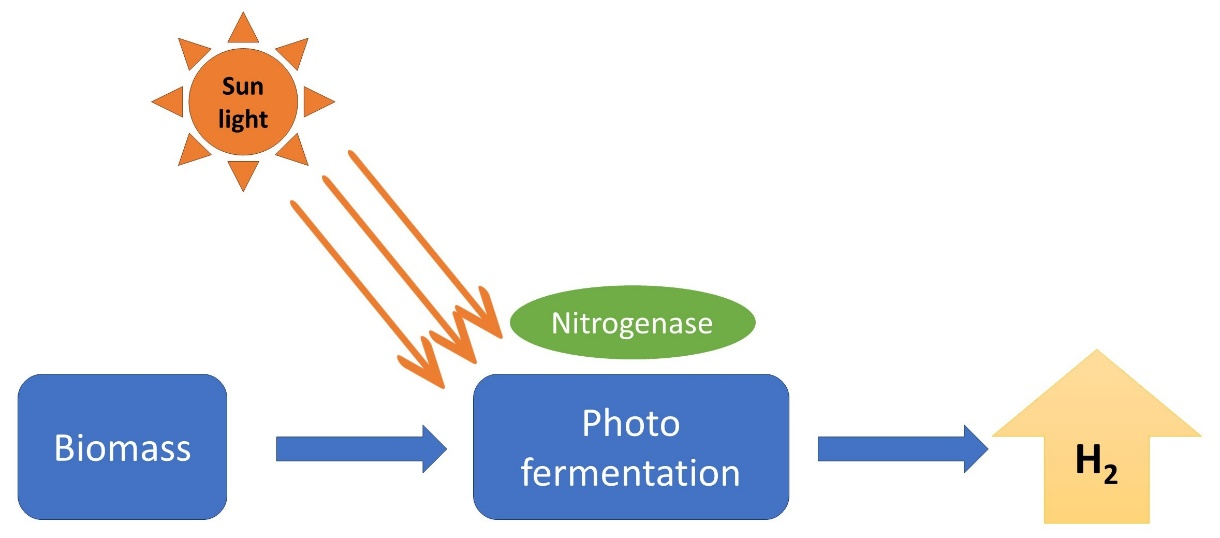 Sun
light
Nitrogenase
Biomass
Photo
fermentation
H₂